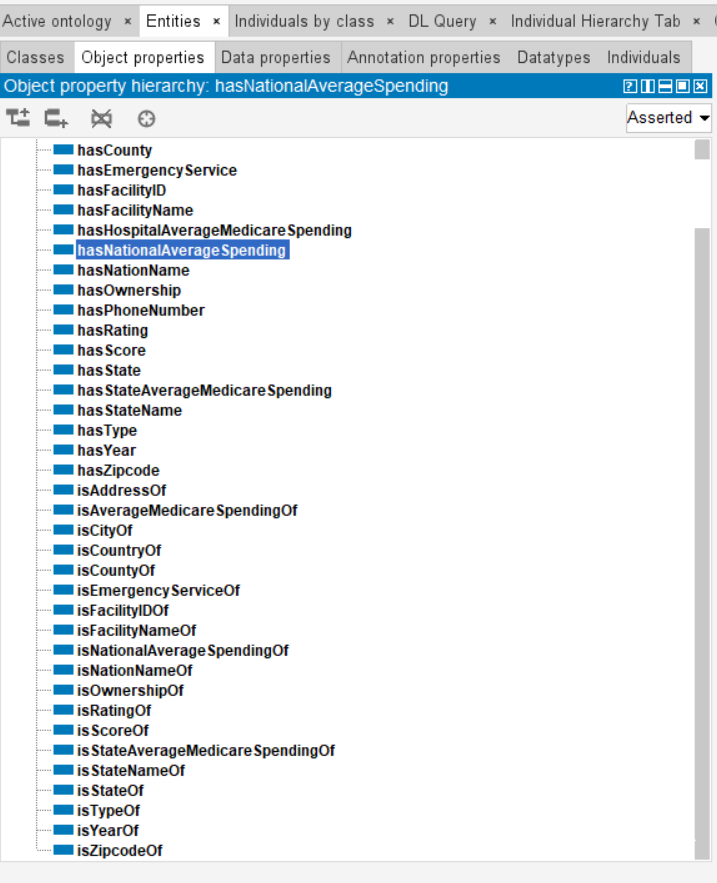 Active ontology × Entities × Individuals by class × DL Query × Individual Hierarchy Tab ×
Classes Object properties Data properties Annotation properties Datatypes Individuals
Object property hierarchy: hasNationalAverageSpending
Asserted
hasCounty
hasEmergencyService
hasFacilityID
hasFacilityName
hasHospitalAverageMedicareSpending
hasNationalAverageSpending
hasNationName
hasOwnership
hasPhoneNumber
hasRating
hasScore
hasState
hasStateAverageMedicareSpending
hasStateName
hasType
hasYear
hasZipcode
isAddressOf
isAverageMedicareSpendingOf
isCityOf
isCountryOf
isCountyOf
isEmergencyServiceOf
isFacilityIDOf
isFacilityNameOf
isNationalAverageSpendingOf
isNationNameOf
isOwnershipOf
isRatingOf
isScoreOf
isStateAverageMedicareSpendingOf
isStateNameOf
isStateOf
isTypeOf
isYearOf
isZipcodeOf